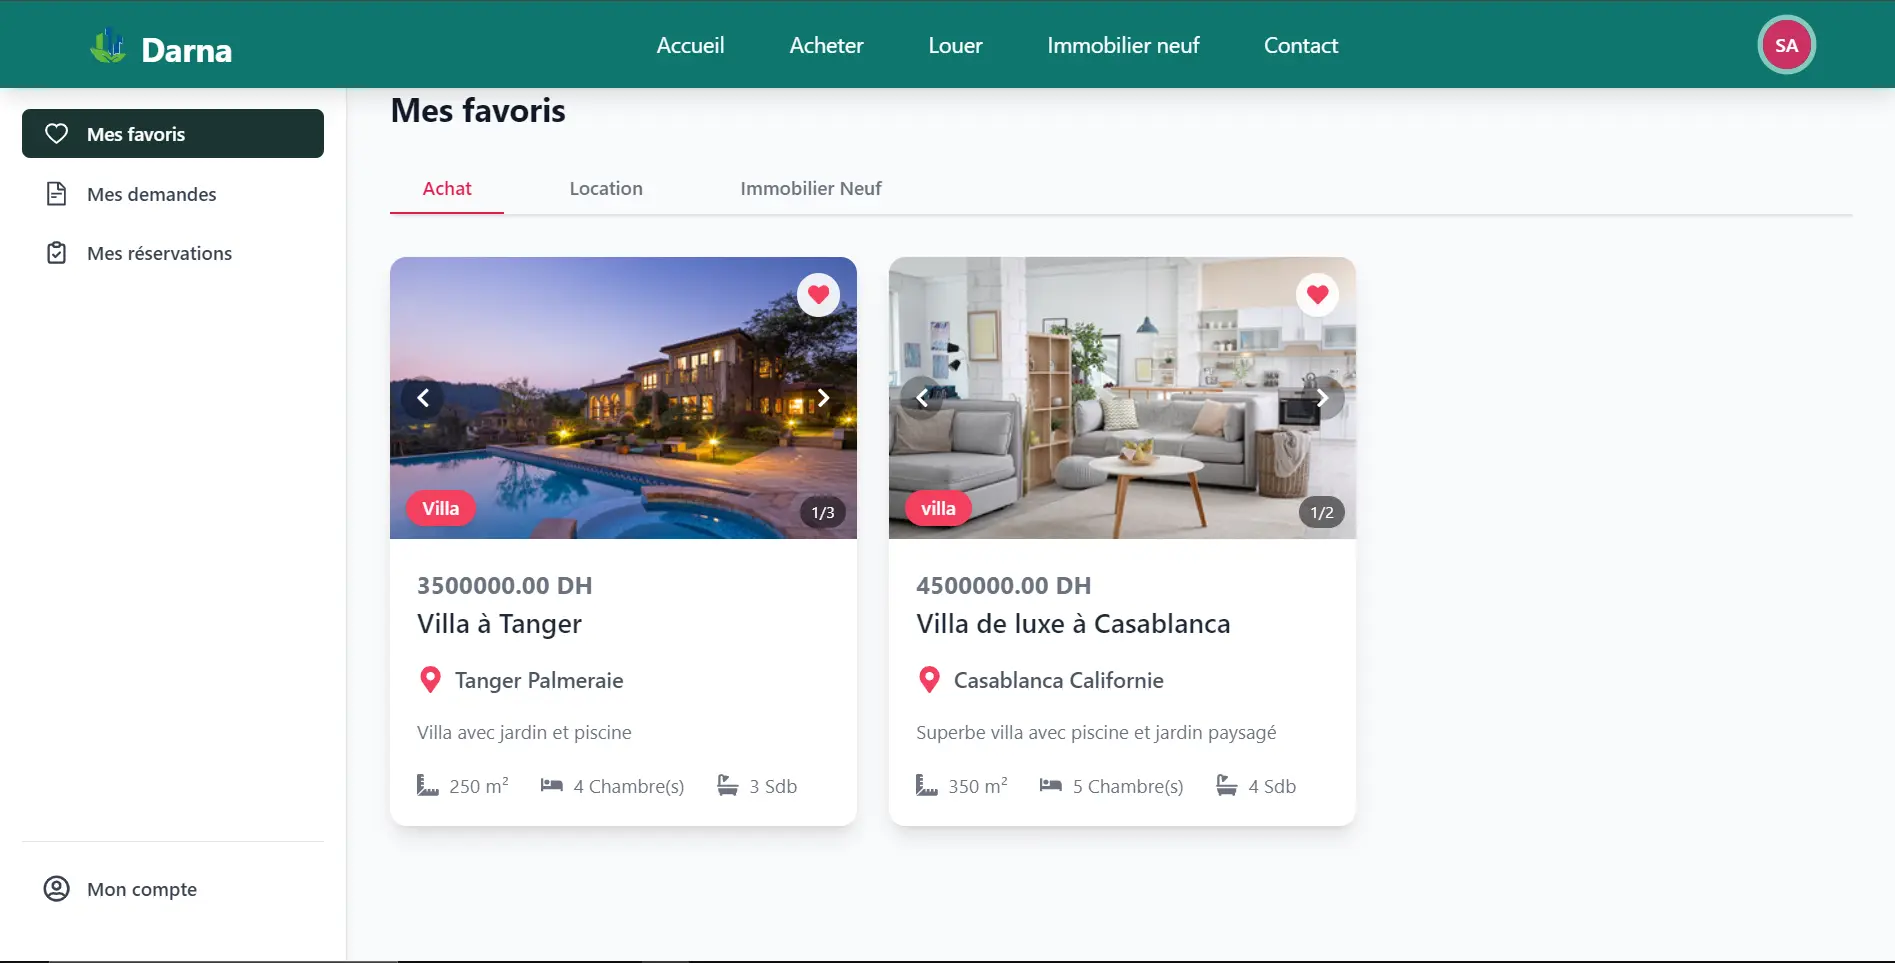 Darna
Accueil
Acheter
Louer
Immobilier neuf
Contact
SA
Mes favoris
Mes demandes
Mes réservations
Mon compte
Mes favoris
Achat
Location
Immobilier Neuf
Villa
1/3
3500000.00 DH
Villa à Tanger
Tanger Palmeraie
Villa avec jardin et piscine
250 m²
4 Chambre(s)
3 Sdb
villa
1/2
4500000.00 DH
Villa de luxe à Casablanca
Casablanca Californie
Superbe villa avec piscine et jardin paysagé
350 m²
5 Chambre(s)
4 Sdb